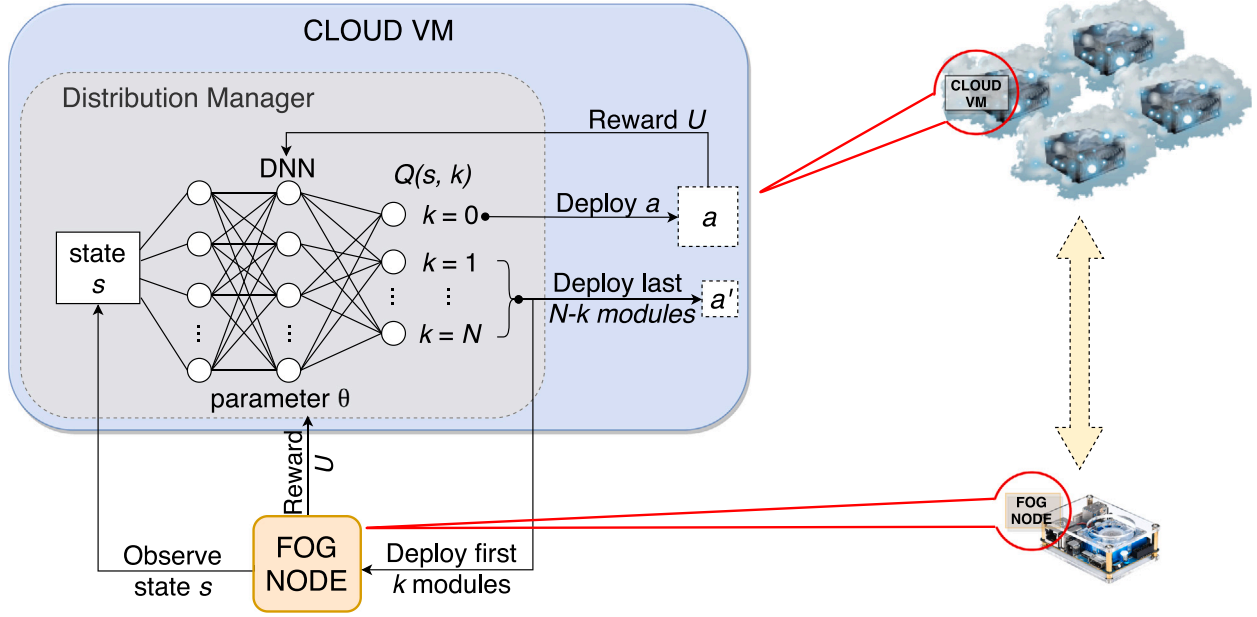 CLOUD VM
Distribution Manager
Reward U
DNN
Q(s, k)
state
s
k = 0
Deploy a
a
k = 1
Deploy last
N-k modules
a'
k = N
parameter θ
Reward
U
Observe
state s
FOG
NODE
Deploy first
k modules
CLOUD
VM
FOG
NODE